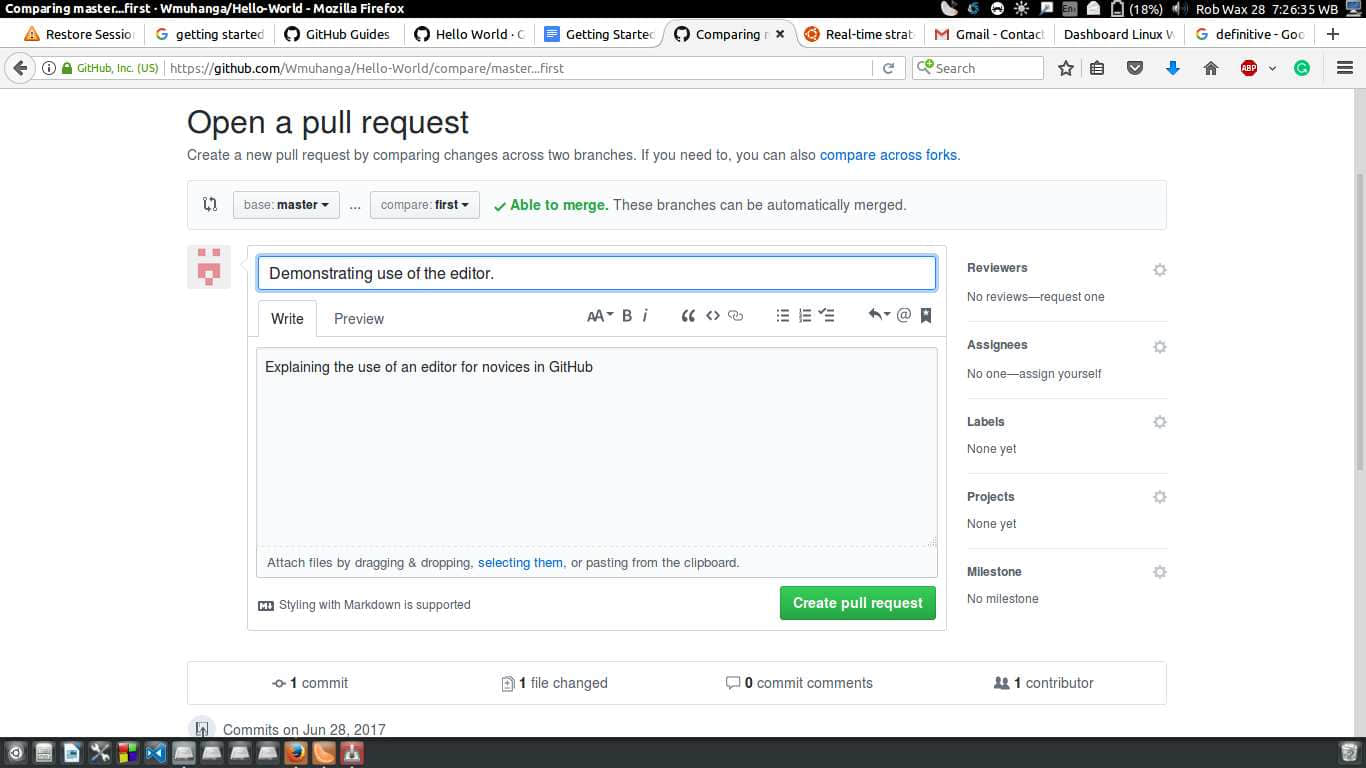 Comparing master...first - Wmuhanga/Hello-World - Mozilla Firefox
En (18%) Rob Wax 28 7:26:35 WB
Restore Sessio
getting started
GitHub Guides
Hello World · G
Getting Starte
Comparing
Real-time strat
Gmail - Contac
Dashboard Linux
definitive - Goo
GitHub, Inc. (US)
https://github.com/Wmuhanga/Hello-World/compare/master...first
Search
ABP
Open a pull request
Create a new pull request by comparing changes across two branches. If you need to, you can also compare across forks.
base: master
...
compare: first
Able to merge. These branches can be automatically merged.
Demonstrating use of the editor.
Write
Preview
AA B i
@
Explaining the use of an editor for novices in GitHub
Attach files by dragging & dropping, selecting them, or pasting from the clipboard.
Styling with Markdown is supported
Create pull request
Reviewers
No reviews—request one
Assignees
No one—assign yourself
Labels
None yet
Projects
None yet
Milestone
No milestone
1 commit
1 file changed
0 commit comments
1 contributor
Commits on Jun 28, 2017